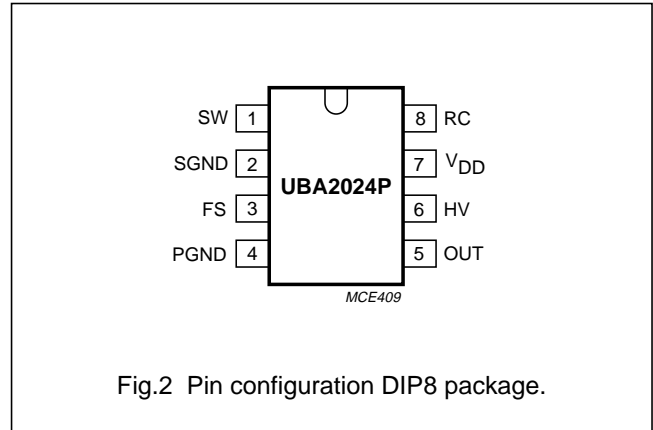 SW 1 8 RC
SGND 2 7 VDD
UBA2024P
FS 3 6 HV
PGND 4 5 OUT
MCE409
Fig.2 Pin configuration DIP8 package.